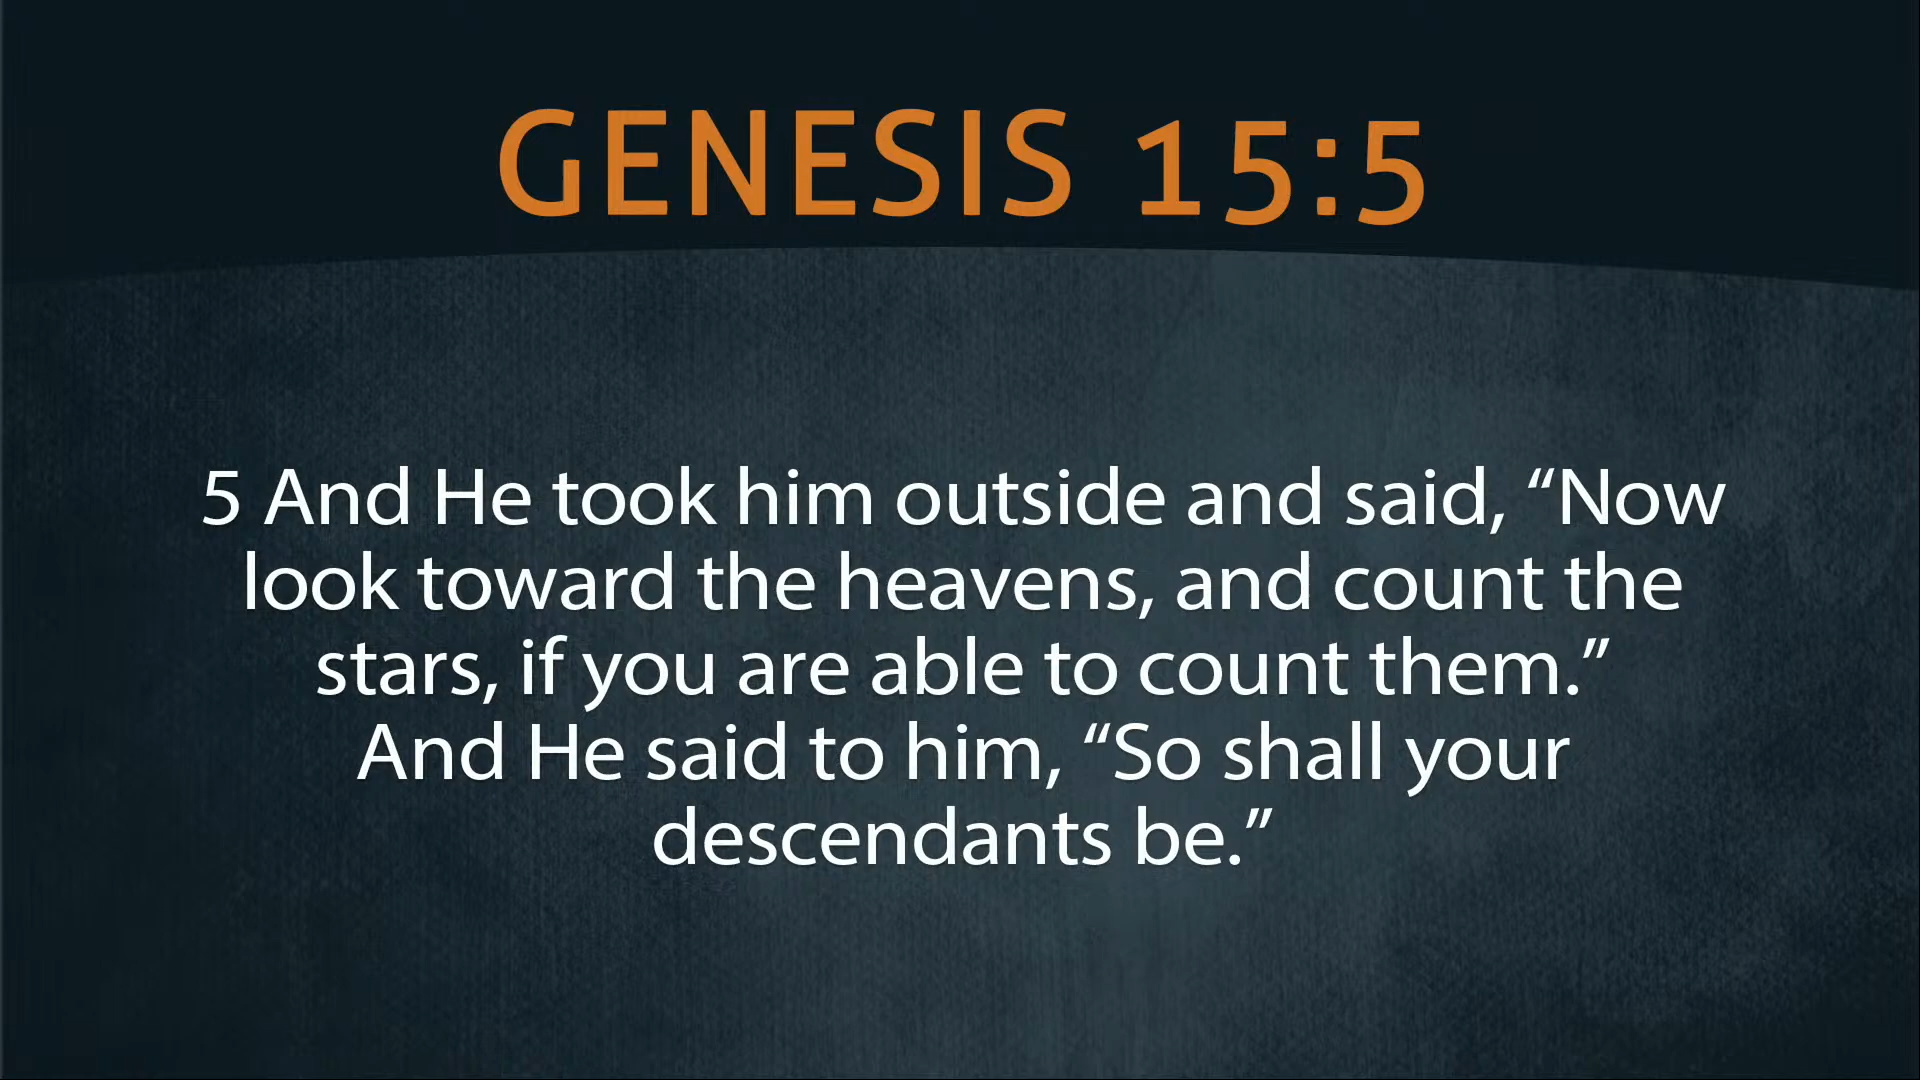 GENESIS 15:5
5 And He took him outside and said, “Now
look toward the heavens, and count the
stars, if you are able to count them.”
And He said to him, “So shall your
descendants be.”